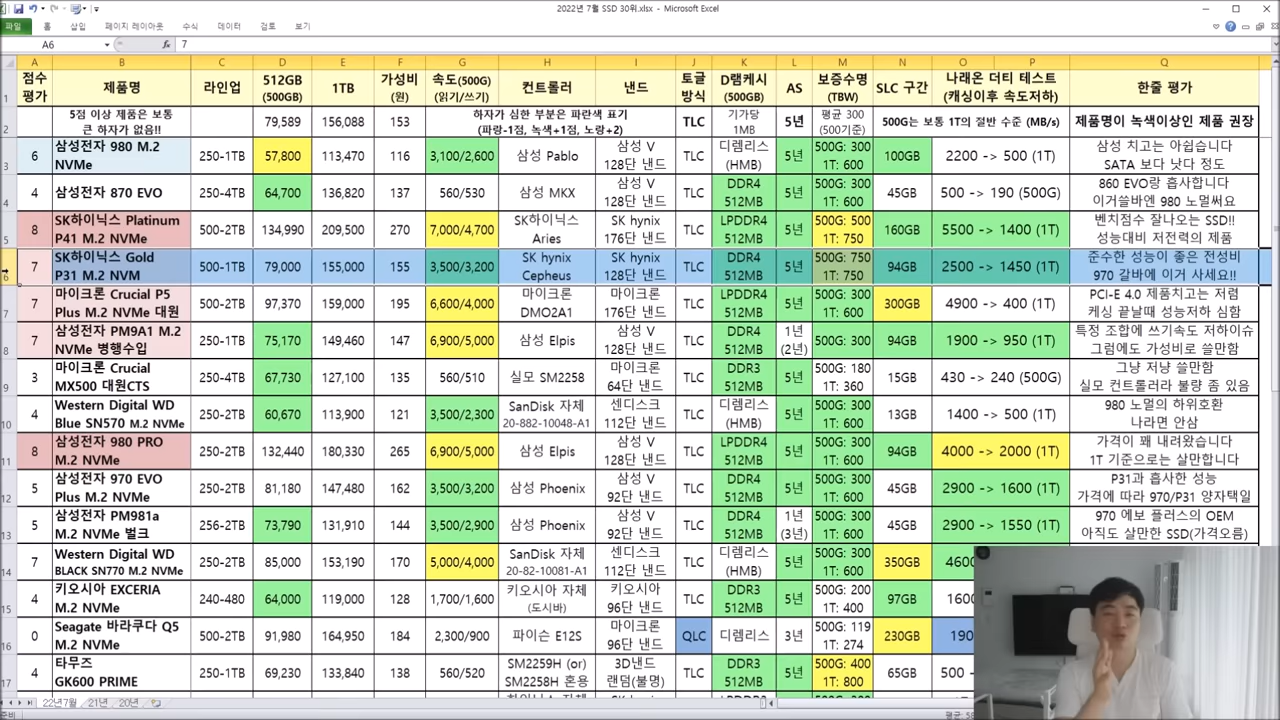 2022년 7월 SSD 30위.xlsx - Microsoft Excel
파일 홈 삽입 페이지 레이아웃 수식 데이터 검토 보기
A6 fx 7
A B C D E F G H I J K L M N O P Q
1 점수 평가 제품명 라인업 512GB (500GB) 1TB 가성비 (원) 속도(500G) (읽기/쓰기) 컨트롤러 낸드 토글 방식 D램캐시 (500GB) AS 보증수명 (TBW) SLC 구간 나래온 더티 테스트 (캐싱이후 속도저하) 한줄 평가
2 5점 이상 제품은 보통 큰 하자가 없음!! 79,589 156,088 153 하자가 심한 부분은 파란색 표기 (파랑-1점, 녹색+1점, 노랑+2) TLC 기가당 1MB 5년 평균 300 (500기준) 500G는 보통 1T의 절반 수준 (MB/s) 제품명이 녹색이상인 제품 권장
3 6 삼성전자 980 M.2 NVMe 250-1TB 57,800 113,470 116 3,100/2,600 삼성 Pablo 삼성 V 128단 낸드 TLC 디렘리스 (HMB) 5년 500G: 300 1T: 600 100GB 2200 -> 500 (1T) 삼성 치고는 아쉽습니다 SATA 보다 낫다 정도
4 4 삼성전자 870 EVO 250-4TB 64,700 136,820 137 560/530 삼성 MKX 삼성 V 128단 낸드 TLC DDR4 512MB 5년 500G: 300 1T: 600 45GB 500 -> 190 (500G) 860 EVO랑 흡사합니다 이거쓸바엔 980 노멀써요
5 8 SK하이닉스 Platinum P41 M.2 NVMe 500-2TB 134,990 209,500 270 7,000/4,700 SK하이닉스 Aries SK hynix 176단 낸드 TLC LPDDR4 512MB 5년 500G: 500 1T: 750 160GB 5500 -> 1400 (1T) 벤치점수 잘나오는 SSD!! 성능대비 저전력의 제품
6 7 SK하이닉스 Gold P31 M.2 NVM 500-1TB 79,000 155,000 155 3,500/3,200 SK hynix Cepheus SK hynix 128단 낸드 TLC DDR4 512MB 5년 500G: 750 1T: 750 94GB 2500 -> 1450 (1T) 준수한 성능이 좋은 전성비 970 갈바에 이거 사세요!!
7 7 마이크론 Crucial P5 Plus M.2 NVMe 대원 500-2TB 97,370 159,000 195 6,600/4,000 마이크론 DMO2A1 마이크론 176단 낸드 TLC LPDDR4 512MB 5년 500G: 300 1T: 600 300GB 4900 -> 400 (1T) PCI-E 4.0 제품치고는 저렴 케싱 끝날때 성능저하 심함
8 7 삼성전자 PM9A1 M.2 NVMe 병행수입 250-1TB 75,170 149,460 147 6,900/5,000 삼성 Elpis 삼성 V 128단 낸드 TLC DDR4 512MB 1년 (2년) 500G: 300 94GB 1900 -> 950 (1T) 특정 조합에 쓰기속도 저하이슈 그럼에도 가성비로 쓸만함
9 3 마이크론 Crucial MX500 대원CTS 250-4TB 67,730 127,100 135 560/510 실모 SM2258 마이크론 64단 낸드 TLC DDR3 512MB 5년 500G: 180 1T: 360 15GB 430 -> 240 (500G) 그냥 저냥 쓸만함 실모 컨트롤러라 불량 좀 있음
10 4 Western Digital WD Blue SN570 M.2 NVMe 250-2TB 60,670 113,900 121 3,500/2,300 SanDisk 자체 20-882-10048-A1 센디스크 112단 낸드 TLC 디렘리스 (HMB) 5년 500G: 300 1T: 600 13GB 1400 -> 500 (1T) 980 노멀의 하위호환 나라면 안삼
11 8 삼성전자 980 PRO M.2 NVMe 250-2TB 132,440 180,330 265 6,900/5,000 삼성 Elpis 삼성 V 128단 낸드 TLC LPDDR4 512MB 5년 500G: 300 1T: 600 94GB 4000 -> 2000 (1T) 가격이 꽤 내려왔습니다 1T 기준으로는 살만합니다
12 5 삼성전자 970 EVO Plus M.2 NVMe 250-2TB 81,180 147,480 162 3,500/3,200 삼성 Phoenix 삼성 V 92단 낸드 TLC DDR4 512MB 5년 500G: 300 1T: 600 45GB 2900 -> 1600 (1T) P31과 흡사한 성능 가격에 따라 970/P31 양자택일
13 5 삼성전자 PM981a M.2 NVMe 벌크 256-2TB 73,790 131,910 144 3,500/2,900 삼성 Phoenix 삼성 V 92단 낸드 TLC DDR4 512MB 1년 (3년) 500G: 300 1T: 600 45GB 2900 -> 1550 (1T) 970 에보 플러스의 OEM 아직도 살만한 SSD(가격오름)
14 7 Western Digital WD BLACK SN770 M.2 NVMe 250-2TB 85,000 153,190 170 5,000/4,000 SanDisk 자체 20-82-10081-A1 센디스크 112단 낸드 TLC 디렘리스 (HMB) 5년 500G: 300 1T: 600 350GB 4600
15 4 키오시아 EXCERIA M.2 NVMe 240-480 64,000 119,000 128 1,700/1,600 키오시아 자체 (도시바) 키오시아 96단 낸드 TLC DDR4 512MB 5년 500G: 200 1T: 400 97GB 1600
16 0 Seagate 바라쿠다 Q5 M.2 NVMe 500-2TB 91,980 164,950 184 2,300/900 파이슨 E12S 마이크론 96단 낸드 QLC 디렘리스 3년 500G: 119 1T: 274 230GB 190
17 4 타무즈 GK600 PRIME 250-1TB 69,230 133,840 138 560/520 SM2259H (or) SM2258H 혼용 3D낸드 랜덤(불명) TLC DDR3 512MB 5년 500G: 400 1T: 800 65GB 500
22년7월 21년 20년